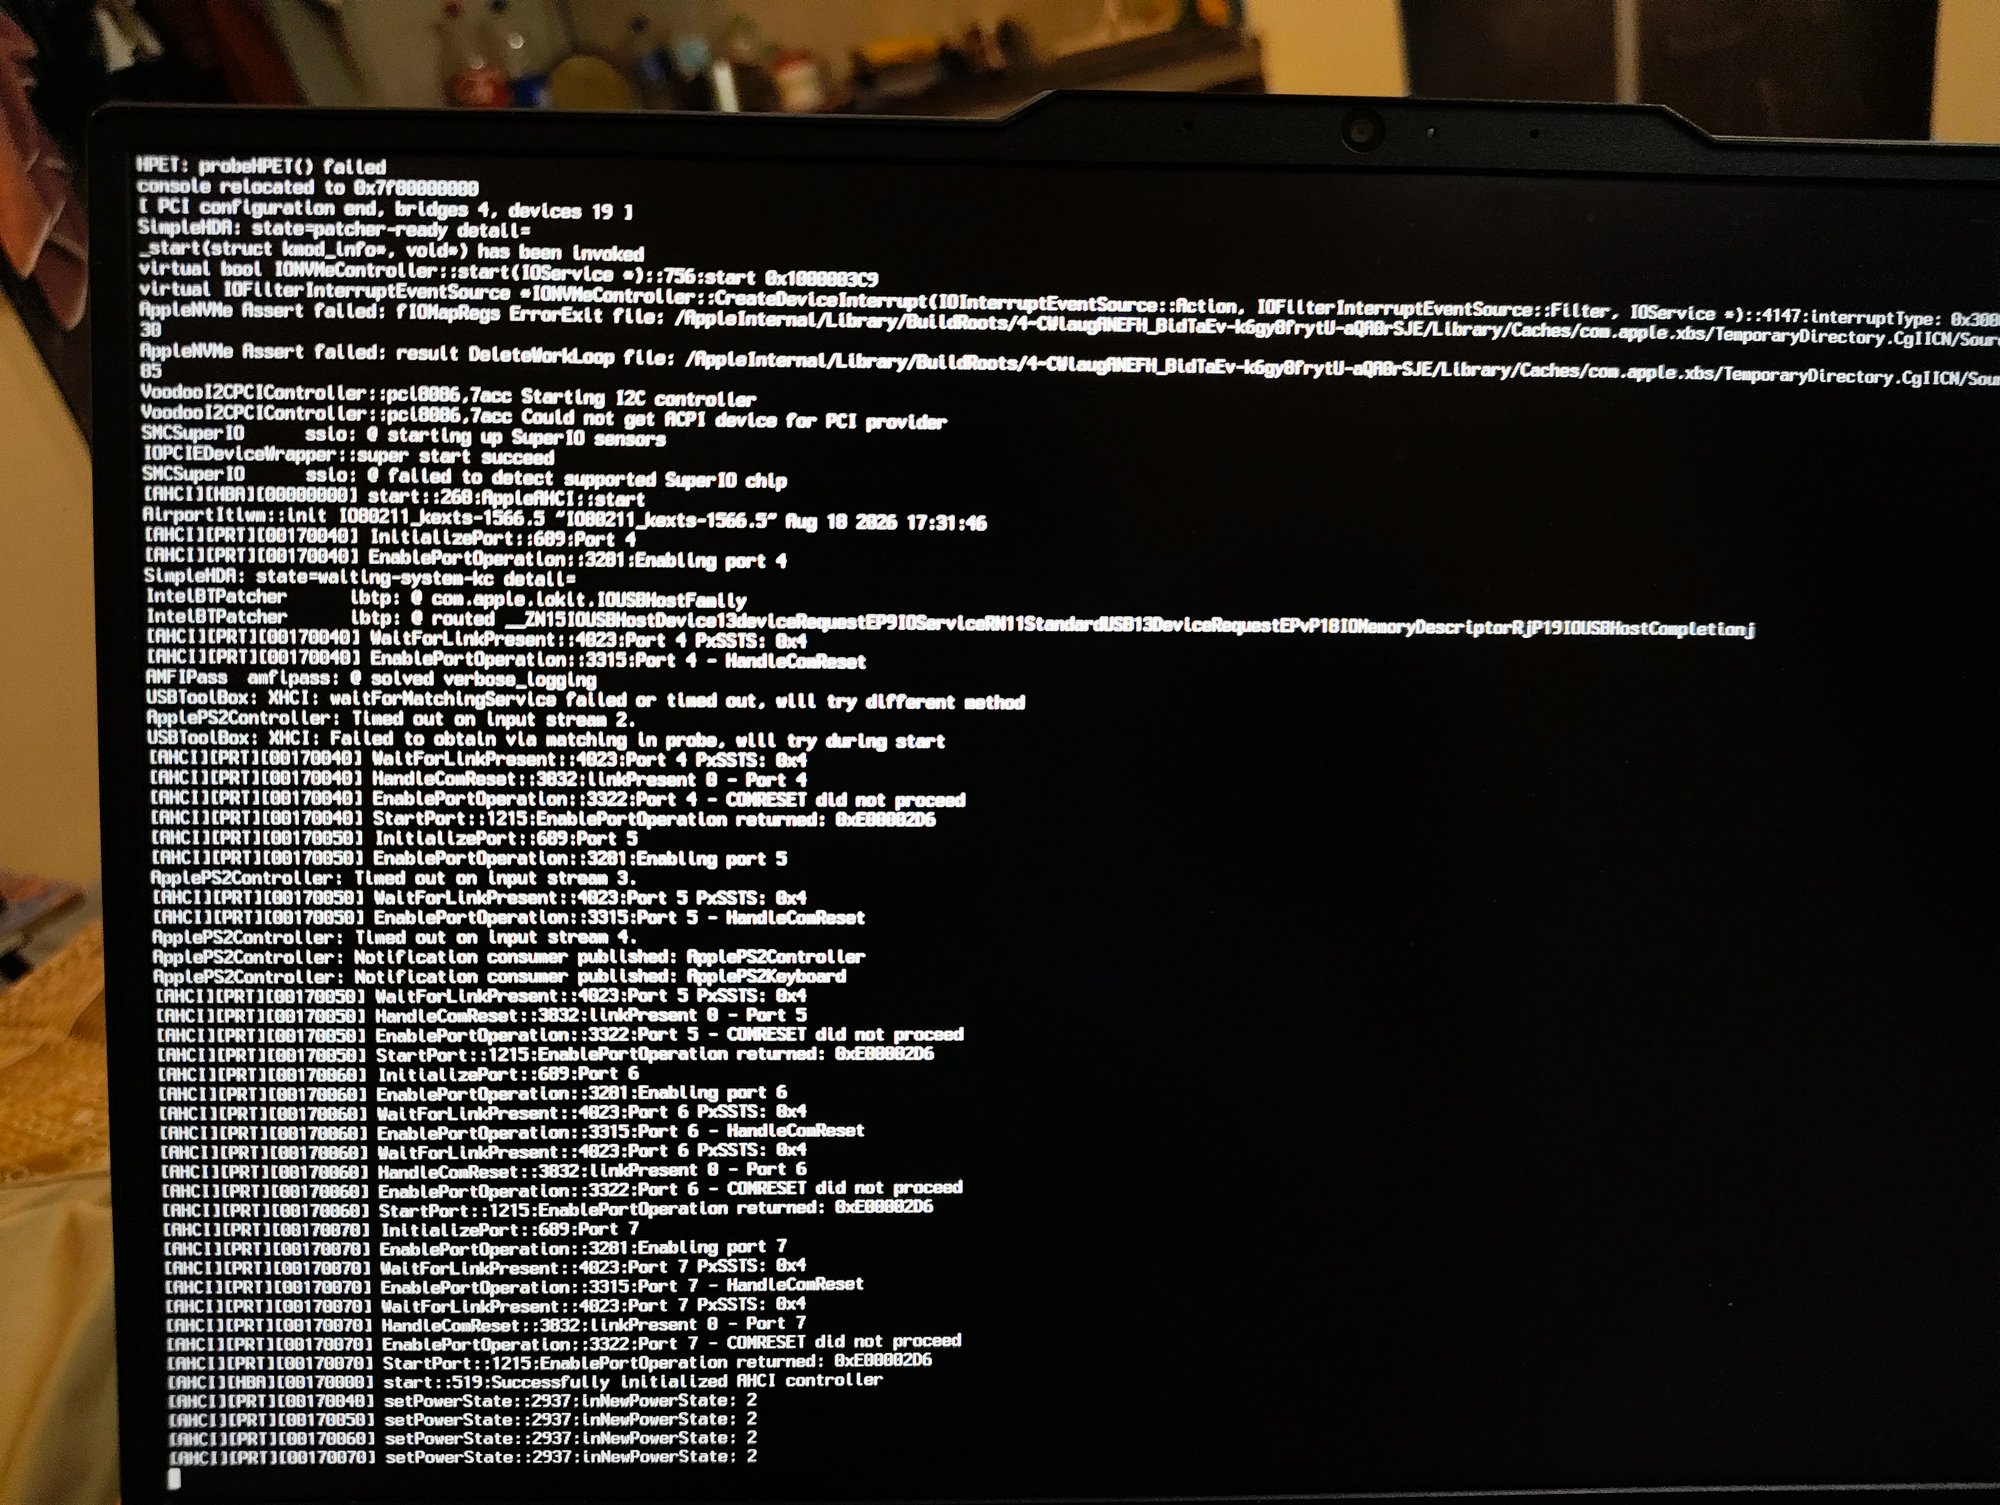 HPET: probeHPET() failed
console relocated to 0x7f80000000
[ PCI configuration end, bridges 4, devices 19 ]
SimpleHDA: state=patcher-ready detail=
_start(struct kmod_info*, void*) has been invoked
virtual bool IONVMeController::start(IOService *)::756:start 0x1000003C9
virtual IOFilterInterruptEventSource *IONVMeController::CreateDeviceInterrupt(IOInterruptEventSource::Action, IOFilterInterruptEventSource::Filter, IOService *)::4147:interruptType: 0x300
AppleNVMe Assert failed: fIOMapRegs ErrorExit file: /AppleInternal/Library/BuildRoots/4~CWlaugANEFH_BidTaEv-k6gy8frytU-aQA0rSJE/Library/Caches/com.apple.xbs/TemporaryDirectory.CgIICN/Sour
30
AppleNVMe Assert failed: result DeleteWorkLoop file: /AppleInternal/Library/BuildRoots/4~CWlaugANEFH_BidTaEv-k6gy8frytU-aQA0rSJE/Library/Caches/com.apple.xbs/TemporaryDirectory.CgIICN/Sou
05
VoodooI2CPCIController::pci8086,7acc Starting I2C controller
VoodooI2CPCIController::pci8086,7acc Could not get ACPI device for PCI provider
SMCSuperIO ssio: @ starting up SuperIO sensors
IOPCIEDeviceWrapper::super start succeed
SMCSuperIO ssio: @ failed to detect supported SuperIO chip
[AHCI][HBA][00000000] start::268:AppleAHCI::start
AirportItlwm::init IO80211_kexts-1566.5 "IO80211_kexts-1566.5" Aug 18 2026 17:31:46
[AHCI][PRT][00170040] InitializePort::689:Port 4
[AHCI][PRT][00170040] EnablePortOperation::3281:Enabling port 4
SimpleHDA: state=waiting-system-kc detail=
IntelBTPatcher ibtp: @ com.apple.iokit.IOUSBHostFamily
IntelBTPatcher ibtp: @ routed __ZN15IOUSBHostDevice13deviceRequestEP9IOServiceRN11StandardUSB13DeviceRequestEPvP18IOMemoryDescriptorRjP19IOUSBHostCompletionj
[AHCI][PRT][00170040] WaitForLinkPresent::4023:Port 4 PxSSTS: 0x4
[AHCI][PRT][00170040] EnablePortOperation::3315:Port 4 - HandleComReset
AMFIPass amfipass: @ solved verbose_logging
USBToolBox: XHCI: waitForMatchingService failed or timed out, will try different method
ApplePS2Controller: Timed out on input stream 2.
USBToolBox: XHCI: Failed to obtain via matching in probe, will try during start
[AHCI][PRT][00170040] WaitForLinkPresent::4023:Port 4 PxSSTS: 0x4
[AHCI][PRT][00170040] HandleComReset::3832:linkPresent 0 - Port 4
[AHCI][PRT][00170040] EnablePortOperation::3322:Port 4 - COMRESET did not proceed
[AHCI][PRT][00170040] StartPort::1215:EnablePortOperation returned: 0xE00002D6
[AHCI][PRT][00170050] InitializePort::689:Port 5
[AHCI][PRT][00170050] EnablePortOperation::3281:Enabling port 5
ApplePS2Controller: Timed out on input stream 3.
[AHCI][PRT][00170050] WaitForLinkPresent::4023:Port 5 PxSSTS: 0x4
[AHCI][PRT][00170050] EnablePortOperation::3315:Port 5 - HandleComReset
ApplePS2Controller: Timed out on input stream 4.
ApplePS2Controller: Notification consumer published: ApplePS2Controller
ApplePS2Controller: Notification consumer published: ApplePS2Keyboard
[AHCI][PRT][00170050] WaitForLinkPresent::4023:Port 5 PxSSTS: 0x4
[AHCI][PRT][00170050] HandleComReset::3832:linkPresent 0 - Port 5
[AHCI][PRT][00170050] EnablePortOperation::3322:Port 5 - COMRESET did not proceed
[AHCI][PRT][00170050] StartPort::1215:EnablePortOperation returned: 0xE00002D6
[AHCI][PRT][00170060] InitializePort::689:Port 6
[AHCI][PRT][00170060] EnablePortOperation::3281:Enabling port 6
[AHCI][PRT][00170060] WaitForLinkPresent::4023:Port 6 PxSSTS: 0x4
[AHCI][PRT][00170060] EnablePortOperation::3315:Port 6 - HandleComReset
[AHCI][PRT][00170060] WaitForLinkPresent::4023:Port 6 PxSSTS: 0x4
[AHCI][PRT][00170060] HandleComReset::3832:linkPresent 0 - Port 6
[AHCI][PRT][00170060] EnablePortOperation::3322:Port 6 - COMRESET did not proceed
[AHCI][PRT][00170060] StartPort::1215:EnablePortOperation returned: 0xE00002D6
[AHCI][PRT][00170070] InitializePort::689:Port 7
[AHCI][PRT][00170070] EnablePortOperation::3281:Enabling port 7
[AHCI][PRT][00170070] WaitForLinkPresent::4023:Port 7 PxSSTS: 0x4
[AHCI][PRT][00170070] EnablePortOperation::3315:Port 7 - HandleComReset
[AHCI][PRT][00170070] WaitForLinkPresent::4023:Port 7 PxSSTS: 0x4
[AHCI][PRT][00170070] HandleComReset::3832:linkPresent 0 - Port 7
[AHCI][PRT][00170070] EnablePortOperation::3322:Port 7 - COMRESET did not proceed
[AHCI][PRT][00170070] StartPort::1215:EnablePortOperation returned: 0xE00002D6
[AHCI][HBA][00170000] start::519:Successfully initialized AHCI controller
[AHCI][PRT][00170040] setPowerState::2937:inNewPowerState: 2
[AHCI][PRT][00170050] setPowerState::2937:inNewPowerState: 2
[AHCI][PRT][00170060] setPowerState::2937:inNewPowerState: 2
[AHCI][PRT][00170070] setPowerState::2937:inNewPowerState: 2